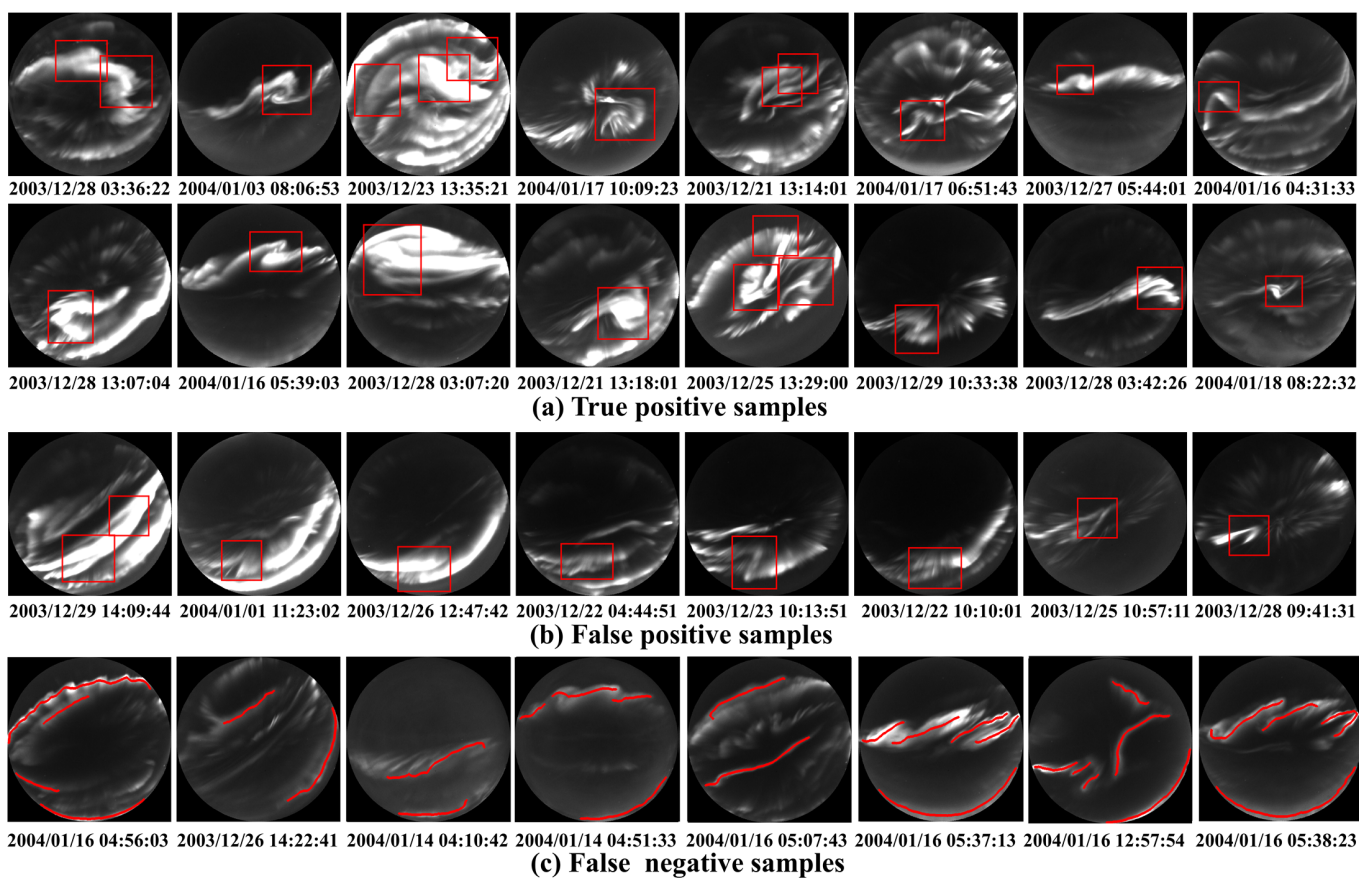 2003/12/28 03:36:22 2004/01/03 08:06:53 2003/12/23 13:35:21 2004/01/17 10:09:23 2003/12/21 13:14:01 2004/01/17 06:51:43 2003/12/27 05:44:01 2004/01/16 04:31:33
2003/12/28 13:07:04 2004/01/16 05:39:03 2003/12/28 03:07:20 2003/12/21 13:18:01 2003/12/25 13:29:00 2003/12/29 10:33:38 2003/12/28 03:42:26 2004/01/18 08:22:32
(a) True positive samples
2003/12/29 14:09:44 2004/01/01 11:23:02 2003/12/26 12:47:42 2003/12/22 04:44:51 2003/12/23 10:13:51 2003/12/22 10:10:01 2003/12/25 10:57:11 2003/12/28 09:41:31
(b) False positive samples
2004/01/16 04:56:03 2003/12/26 14:22:41 2004/01/14 04:10:42 2004/01/14 04:51:33 2004/01/16 05:07:43 2004/01/16 05:37:13 2004/01/16 12:57:54 2004/01/16 05:38:23
(c) False negative samples